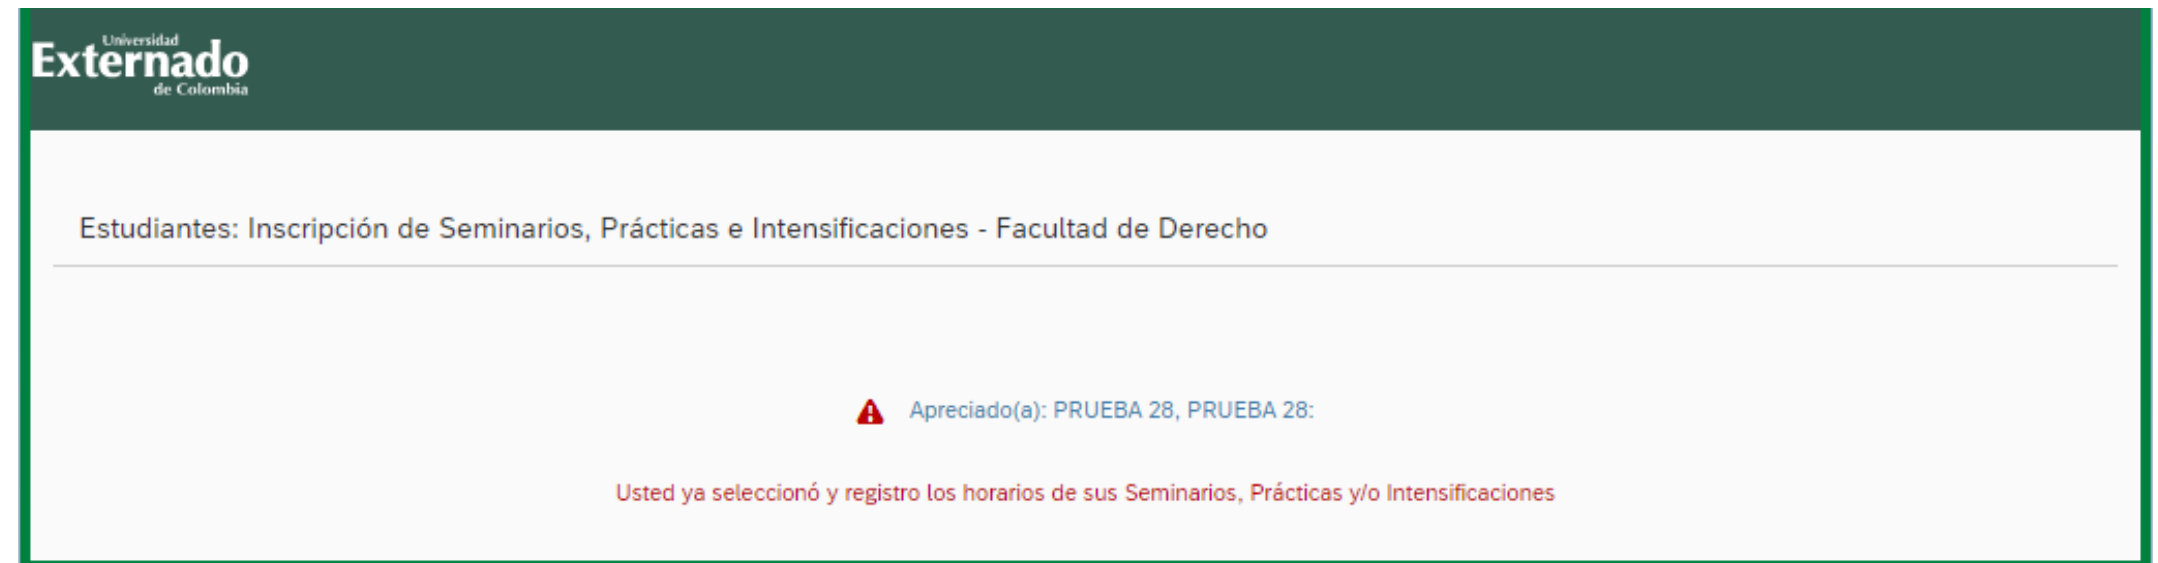 Universidad
Externado
de Colombia
Estudiantes: Inscripción de Seminarios, Prácticas e Intensificaciones - Facultad de Derecho
Apreciado(a): PRUEBA 28, PRUEBA 28:
Usted ya seleccionó y registro los horarios de sus Seminarios, Prácticas y/o Intensificaciones